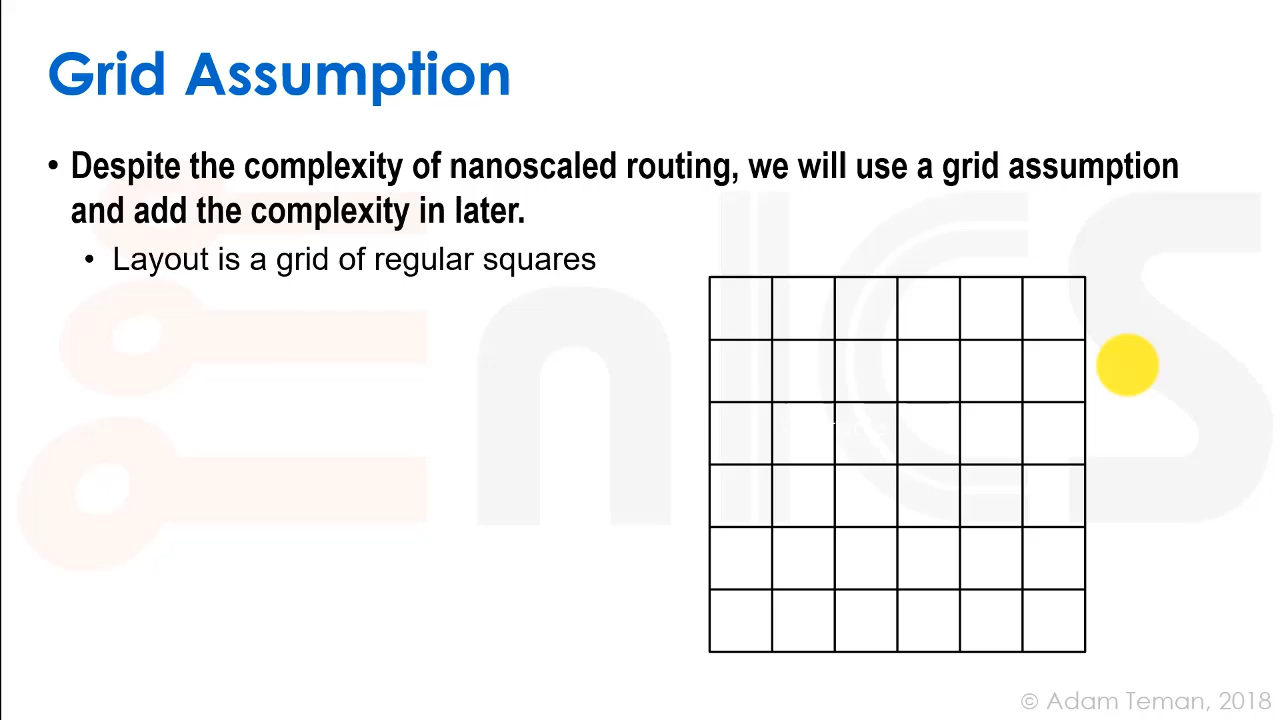 Grid Assumption
• Despite the complexity of nanoscaled routing, we will use a grid assumption
and add the complexity in later.
• Layout is a grid of regular squares
enICS
© Adam Teman, 2018